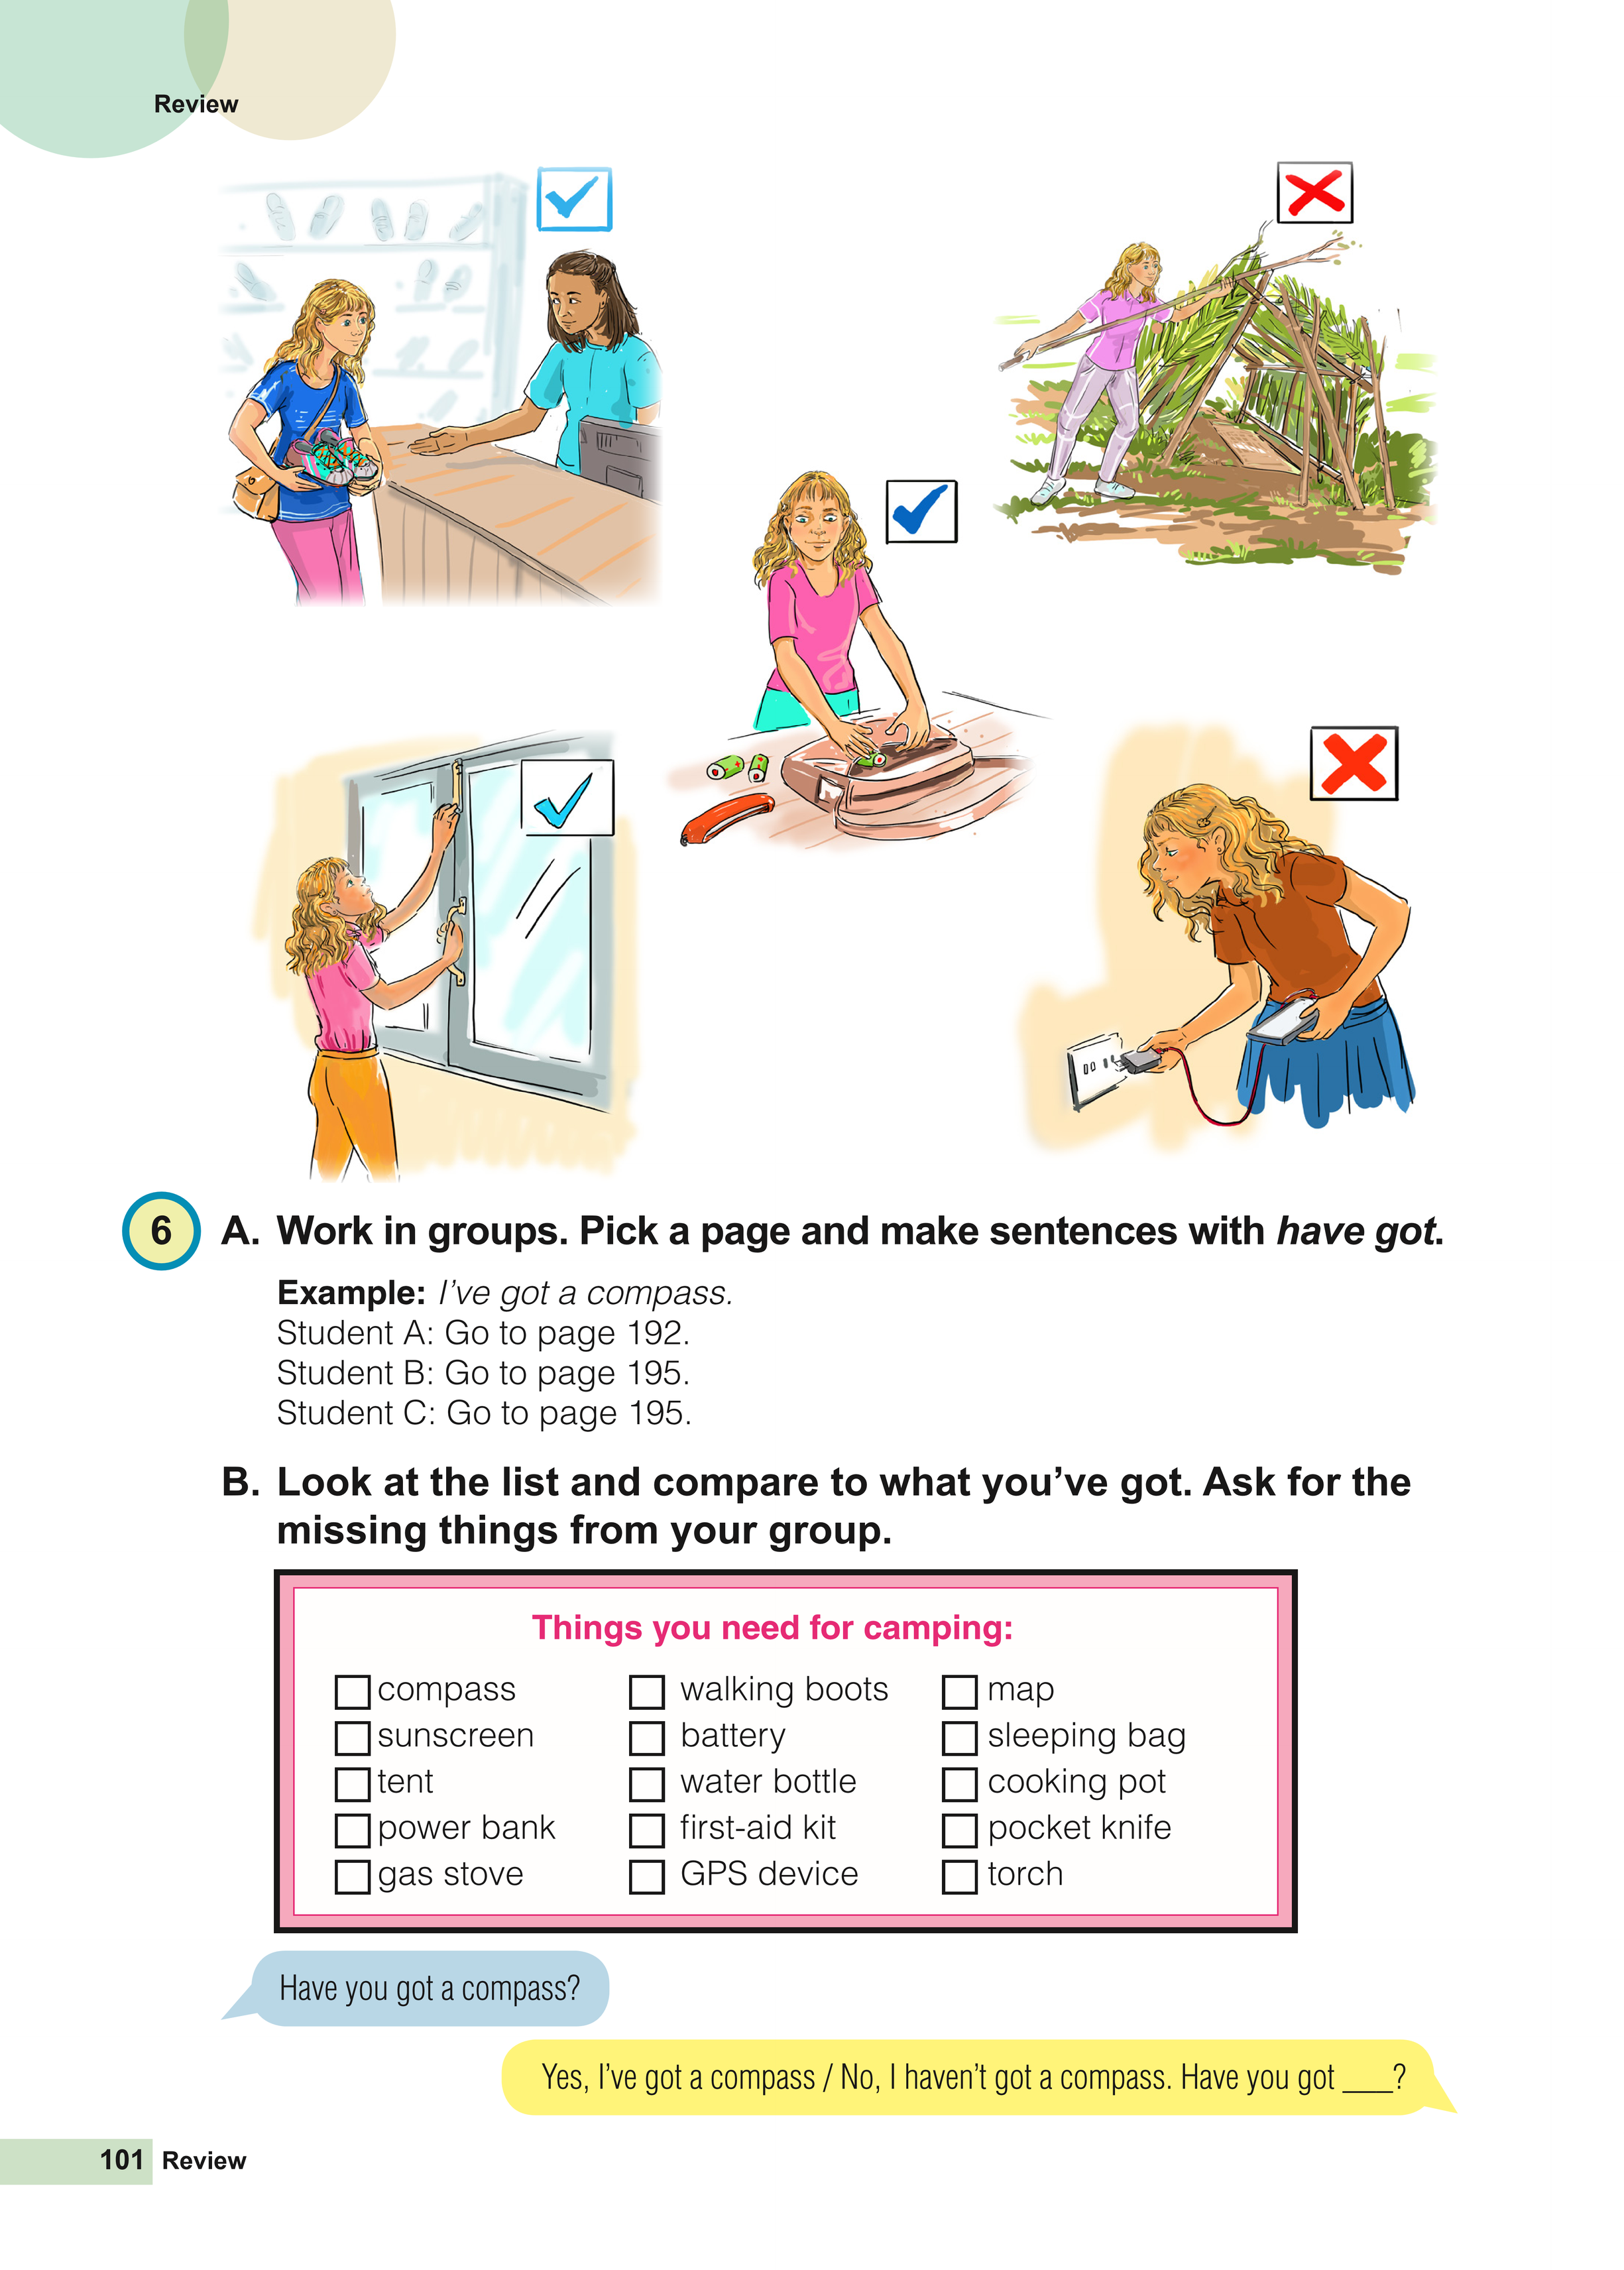 Review
6 A. Work in groups. Pick a page and make sentences with have got.
Example: I've got a compass.
Student A: Go to page 192.
Student B: Go to page 195.
Student C: Go to page 195.
B. Look at the list and compare to what you've got. Ask for the
missing things from your group.
Things you need for camping:
compass
sunscreen
tent
power bank
gas stove
walking boots
battery
water bottle
first-aid kit
GPS device
map
sleeping bag
cooking pot
pocket knife
torch
Have you got a compass?
Yes, I've got a compass / No, I haven't got a compass. Have you got ___?
101 Review